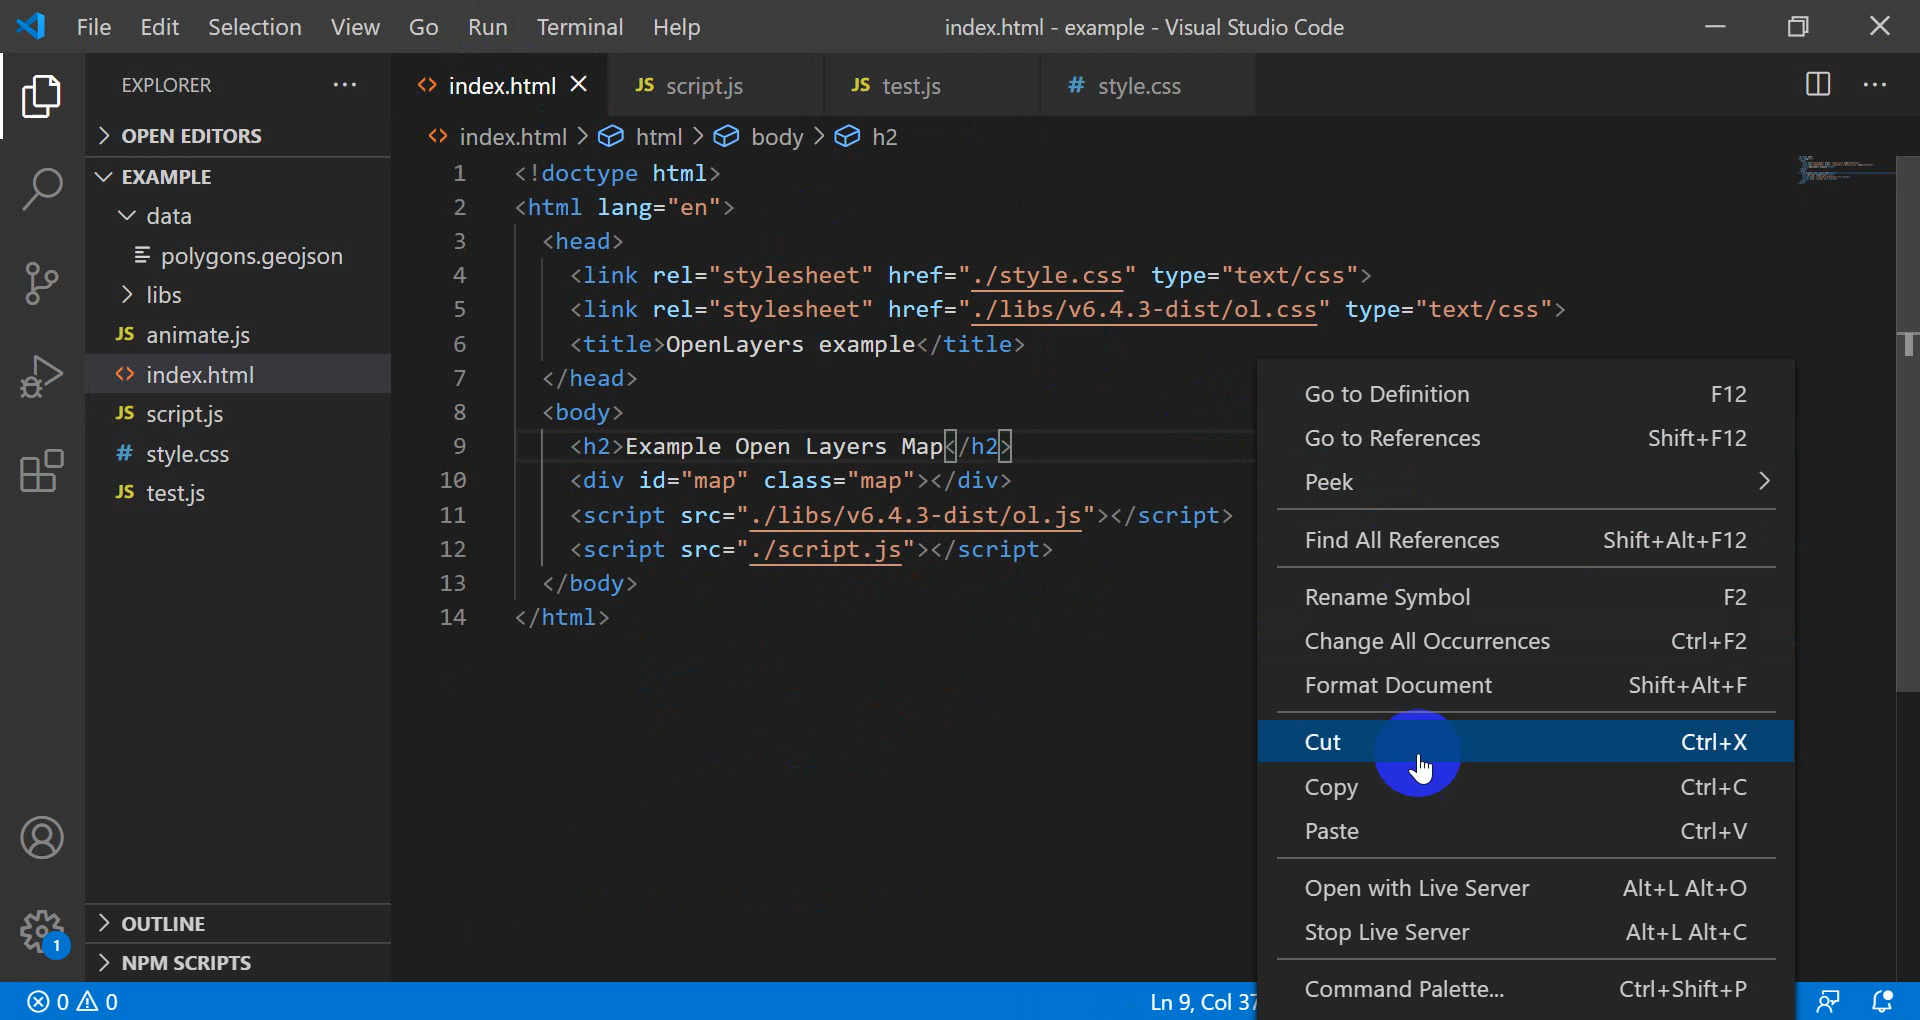 File Edit Selection View Go Run Terminal Help index.html - example - Visual Studio Code
EXPLORER
index.html JS script.js JS test.js # style.css
OPEN EDITORS
index.html > html > body > h2
EXAMPLE
data
polygons.geojson
libs
JS animate.js
index.html
JS script.js
# style.css
JS test.js
OUTLINE
NPM SCRIPTS
1
1 <!doctype html>
2 <html lang="en">
3 <head>
4 <link rel="stylesheet" href="./style.css" type="text/css">
5 <link rel="stylesheet" href="./libs/v6.4.3-dist/ol.css" type="text/css">
6 <title>OpenLayers example</title>
7 </head>
8 <body>
9 <h2>Example Open Layers Map</h2>
10 <div id="map" class="map"></div>
11 <script src="./libs/v6.4.3-dist/ol.js"></script>
12 <script src="./script.js"></script>
13 </body>
14 </html>
Go to Definition F12
Go to References Shift+F12
Peek
Find All References Shift+Alt+F12
Rename Symbol F2
Change All Occurrences Ctrl+F2
Format Document Shift+Alt+F
Cut Ctrl+X
Copy Ctrl+C
Paste Ctrl+V
Open with Live Server Alt+L Alt+O
Stop Live Server Alt+L Alt+C
Command Palette... Ctrl+Shift+P
0 0 Ln 9, Col 37